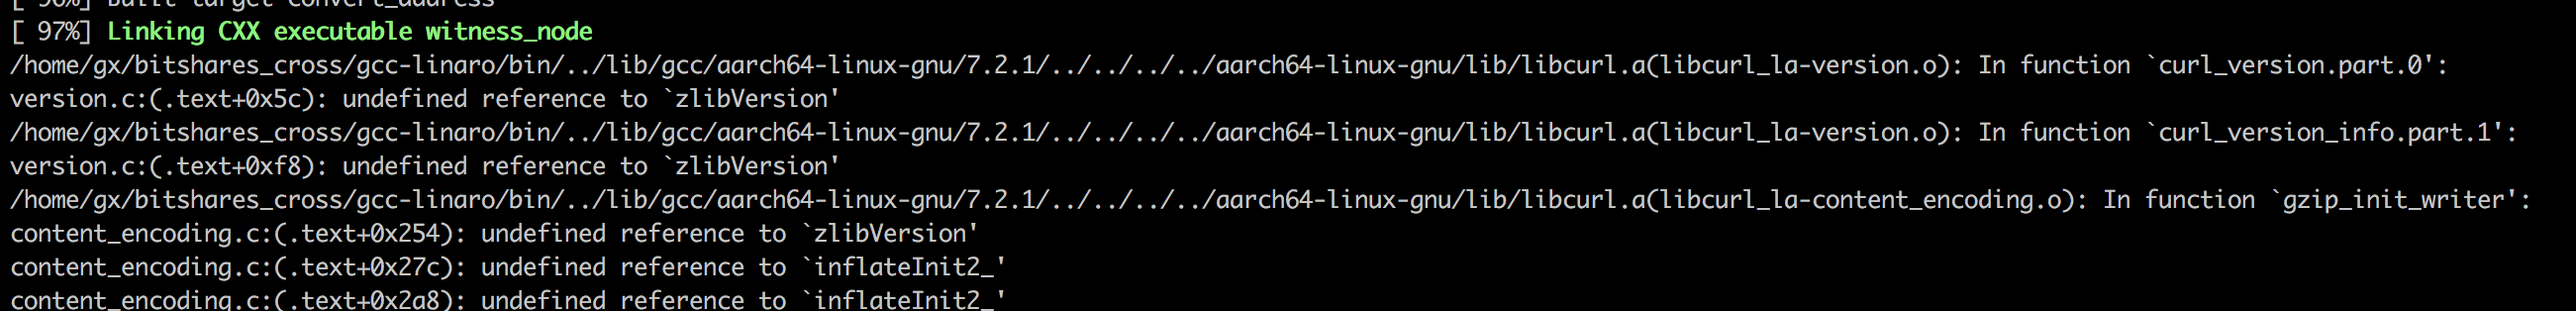 [ 96%] Built target convert_address
[ 97%] Linking CXX executable witness_node
/home/gx/bitshares_cross/gcc-linaro/bin/../lib/gcc/aarch64-linux-gnu/7.2.1/../../../../aarch64-linux-gnu/lib/libcurl.a(libcurl_la-version.o): In function `curl_version.part.0':
version.c:(.text+0x5c): undefined reference to `zlibVersion'
/home/gx/bitshares_cross/gcc-linaro/bin/../lib/gcc/aarch64-linux-gnu/7.2.1/../../../../aarch64-linux-gnu/lib/libcurl.a(libcurl_la-version.o): In function `curl_version_info.part.1':
version.c:(.text+0xf8): undefined reference to `zlibVersion'
/home/gx/bitshares_cross/gcc-linaro/bin/../lib/gcc/aarch64-linux-gnu/7.2.1/../../../../aarch64-linux-gnu/lib/libcurl.a(libcurl_la-content_encoding.o): In function `gzip_init_writer':
content_encoding.c:(.text+0x254): undefined reference to `zlibVersion'
content_encoding.c:(.text+0x27c): undefined reference to `inflateInit2_'
content_encoding.c:(.text+0x2a8): undefined reference to `inflateInit2_'